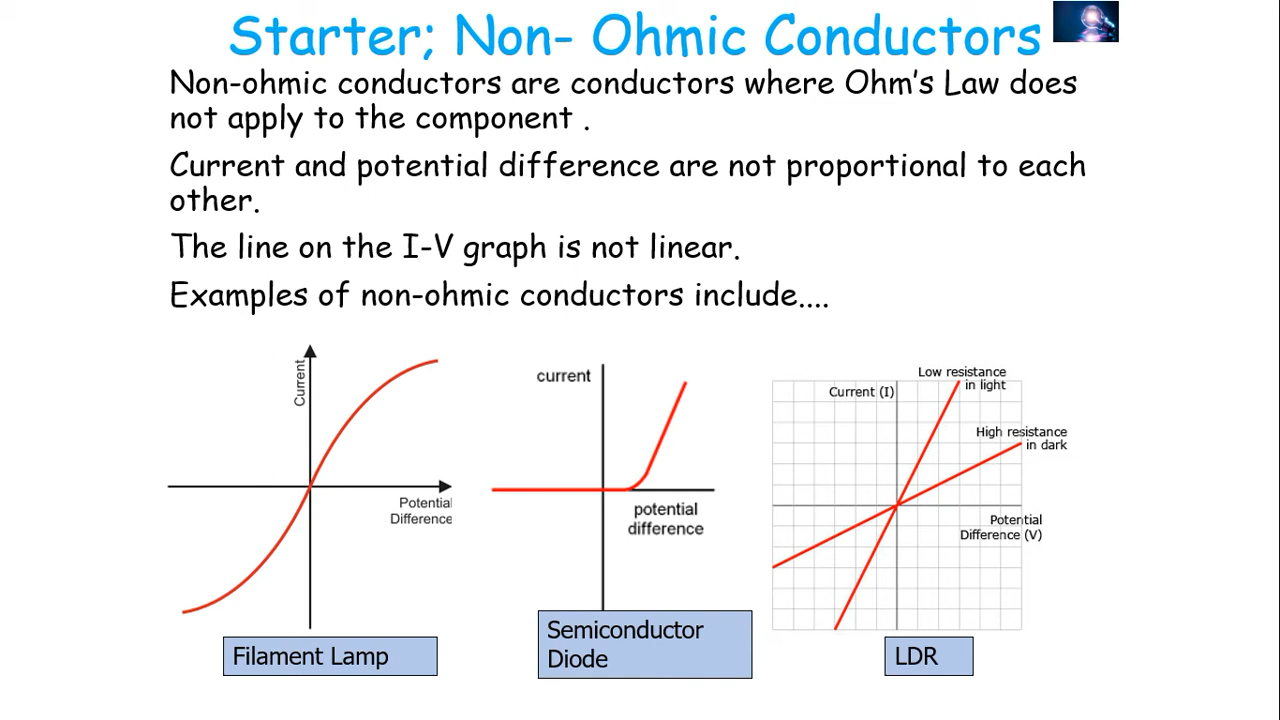 Starter; Non- Ohmic Conductors
Non-ohmic conductors are conductors where Ohm's Law does
not apply to the component .
Current and potential difference are not proportional to each
other.
The line on the I-V graph is not linear.
Examples of non-ohmic conductors include....
Current
Potential
Difference
Filament Lamp
current
potential
difference
Semiconductor
Diode
Low resistance
in light
Current (I)
High resistance
in dark
Potential
Difference (V)
LDR